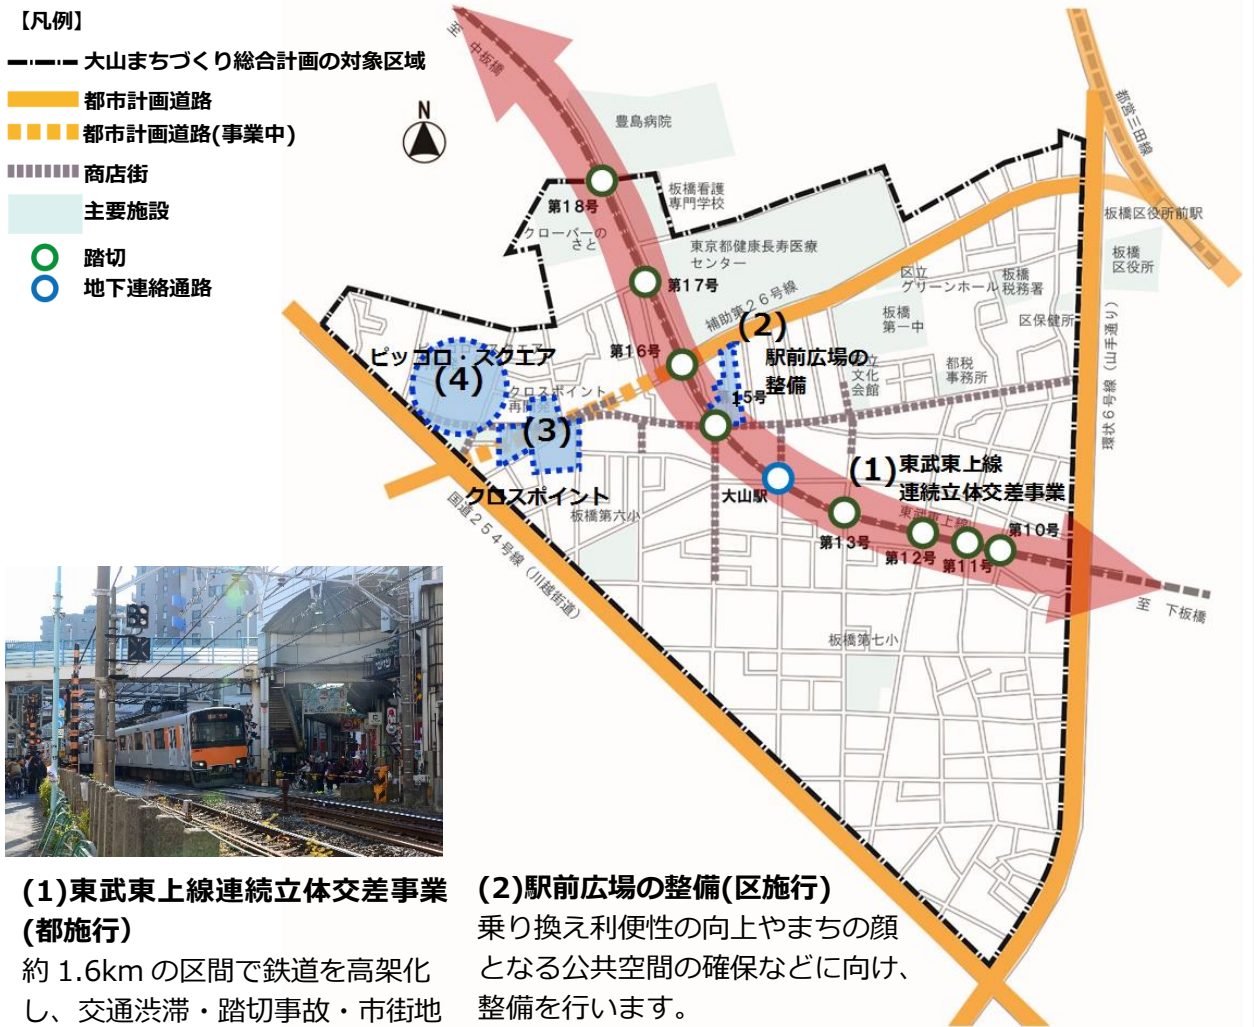 【凡例】
大山まちづくり総合計画の対象区域
都市計画道路
都市計画道路(事業中)
商店街
主要施設
踏切
地下連絡通路
N
至 中板橋
豊島病院
都営三田線
第18号
板橋看護
専門学校
クローバーの
さと
東京都健康長寿医療
センター
板橋区役所前駅
板橋
区役所
第17号
区立
グリーンホール
板橋
税務署
補助第26号線
板橋
第一中
区保健所
環状6号線(山手通り)
(2)
駅前広場の
整備
第16号
ピッコロ・スクエア
(4)
クロスポイント
立
文化
会館
都税
事務所
15号
(3)
クロスポイント
(1)
東武東上線
連続立体交差事業
大山駅
国道254号線(川越街道)
板橋第六小
東武東上線
第13号
第12号
第11号
第10号
至 下板橋
板橋第七小
(1)東武東上線連続立体交差事業
(都施行)
約 1.6km の区間で鉄道を高架化
し、交通渋滞・踏切事故・市街地
(2)駅前広場の整備(区施行)
乗り換え利便性の向上やまちの顔
となる公共空間の確保などに向け、
整備を行います。